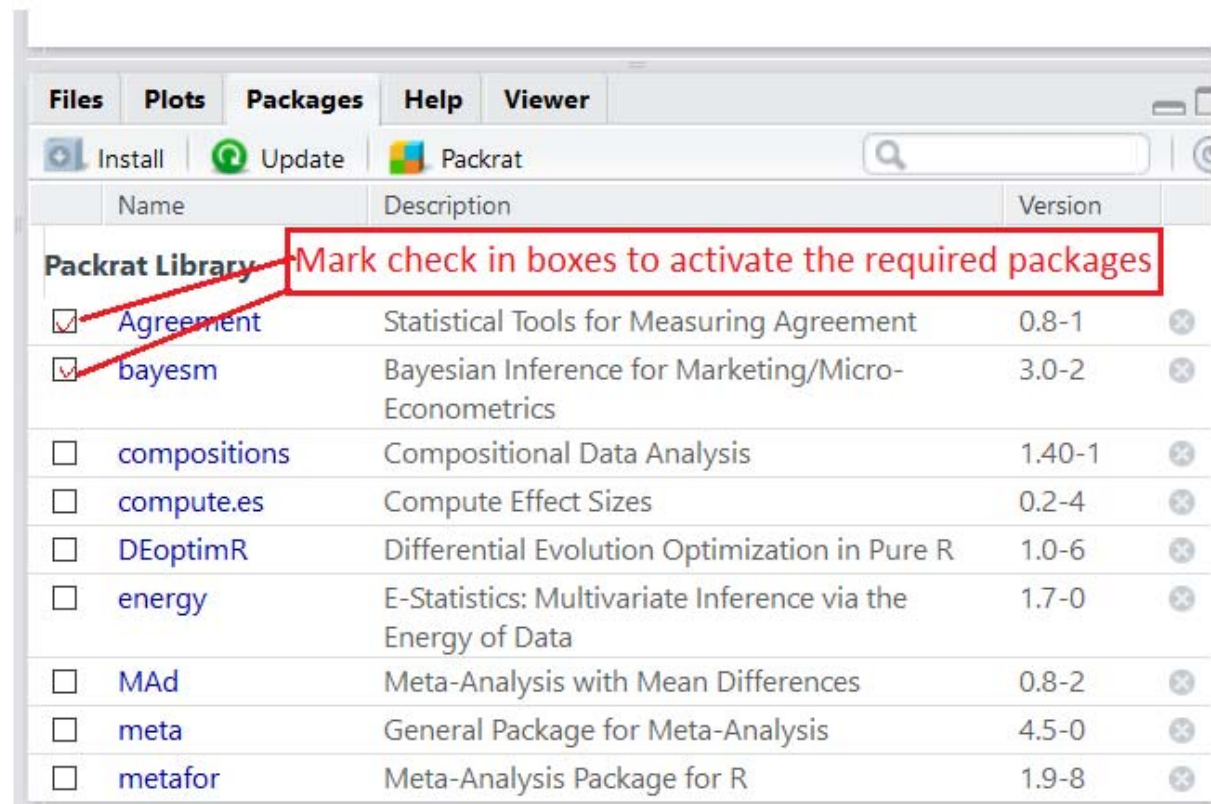 Files Plots Packages Help Viewer
Install Update Packrat
Name Description Version
Packrat Library
Mark check in boxes to activate the required packages
Agreement Statistical Tools for Measuring Agreement 0.8-1
bayesm Bayesian Inference for Marketing/Micro- 3.0-2
Econometrics
compositions Compositional Data Analysis 1.40-1
compute.es Compute Effect Sizes 0.2-4
DEoptimR Differential Evolution Optimization in Pure R 1.0-6
energy E-Statistics: Multivariate Inference via the 1.7-0
Energy of Data
MAd Meta-Analysis with Mean Differences 0.8-2
meta General Package for Meta-Analysis 4.5-0
metafor Meta-Analysis Package for R 1.9-8